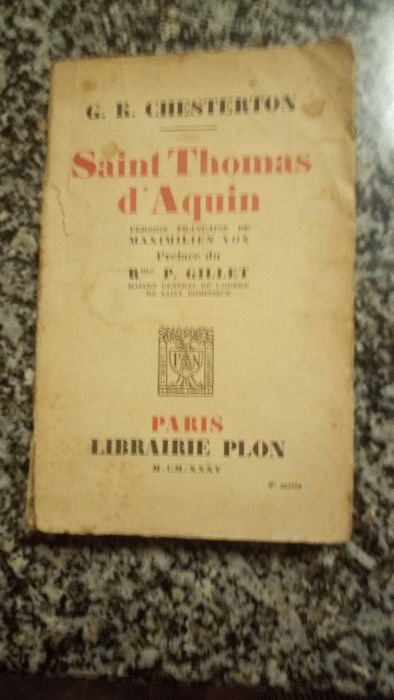 G. K. CHESTERTON
Saint Thomas
d'Aquin
VERSION FRANÇAISE DE
MAXIMILIEN VOX
Préface du
Rme P. GILLET
MAITRE GÉNÉRAL DE L'ORDRE
DE SAINT DOMINIQUE
PARIS
LIBRAIRIE PLON
M.CM.XXXV
6e mille